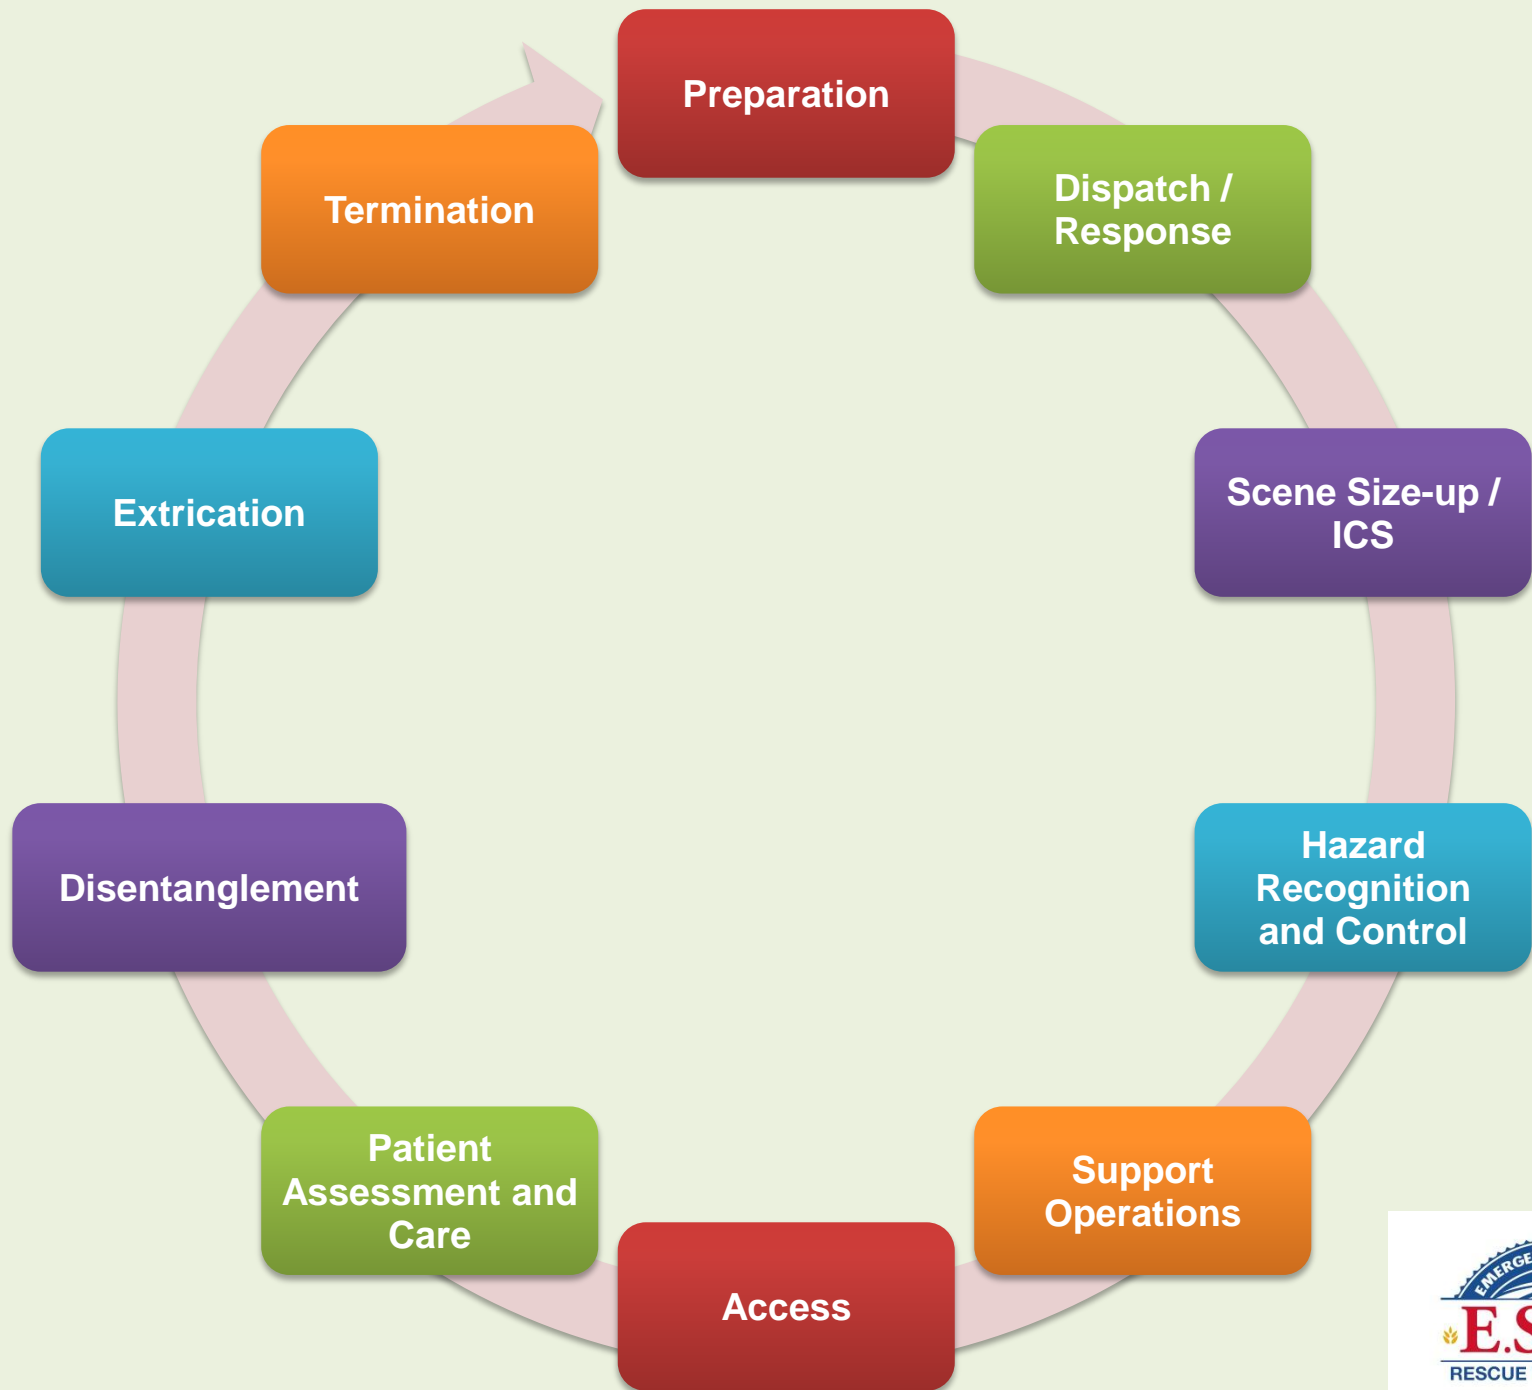 Preparation
Dispatch /
Response
Scene Size-up /
ICS
Hazard
Recognition
and Control
Support
Operations
Access
Patient
Assessment and
Care
Disentanglement
Extrication
Termination
RESCUE